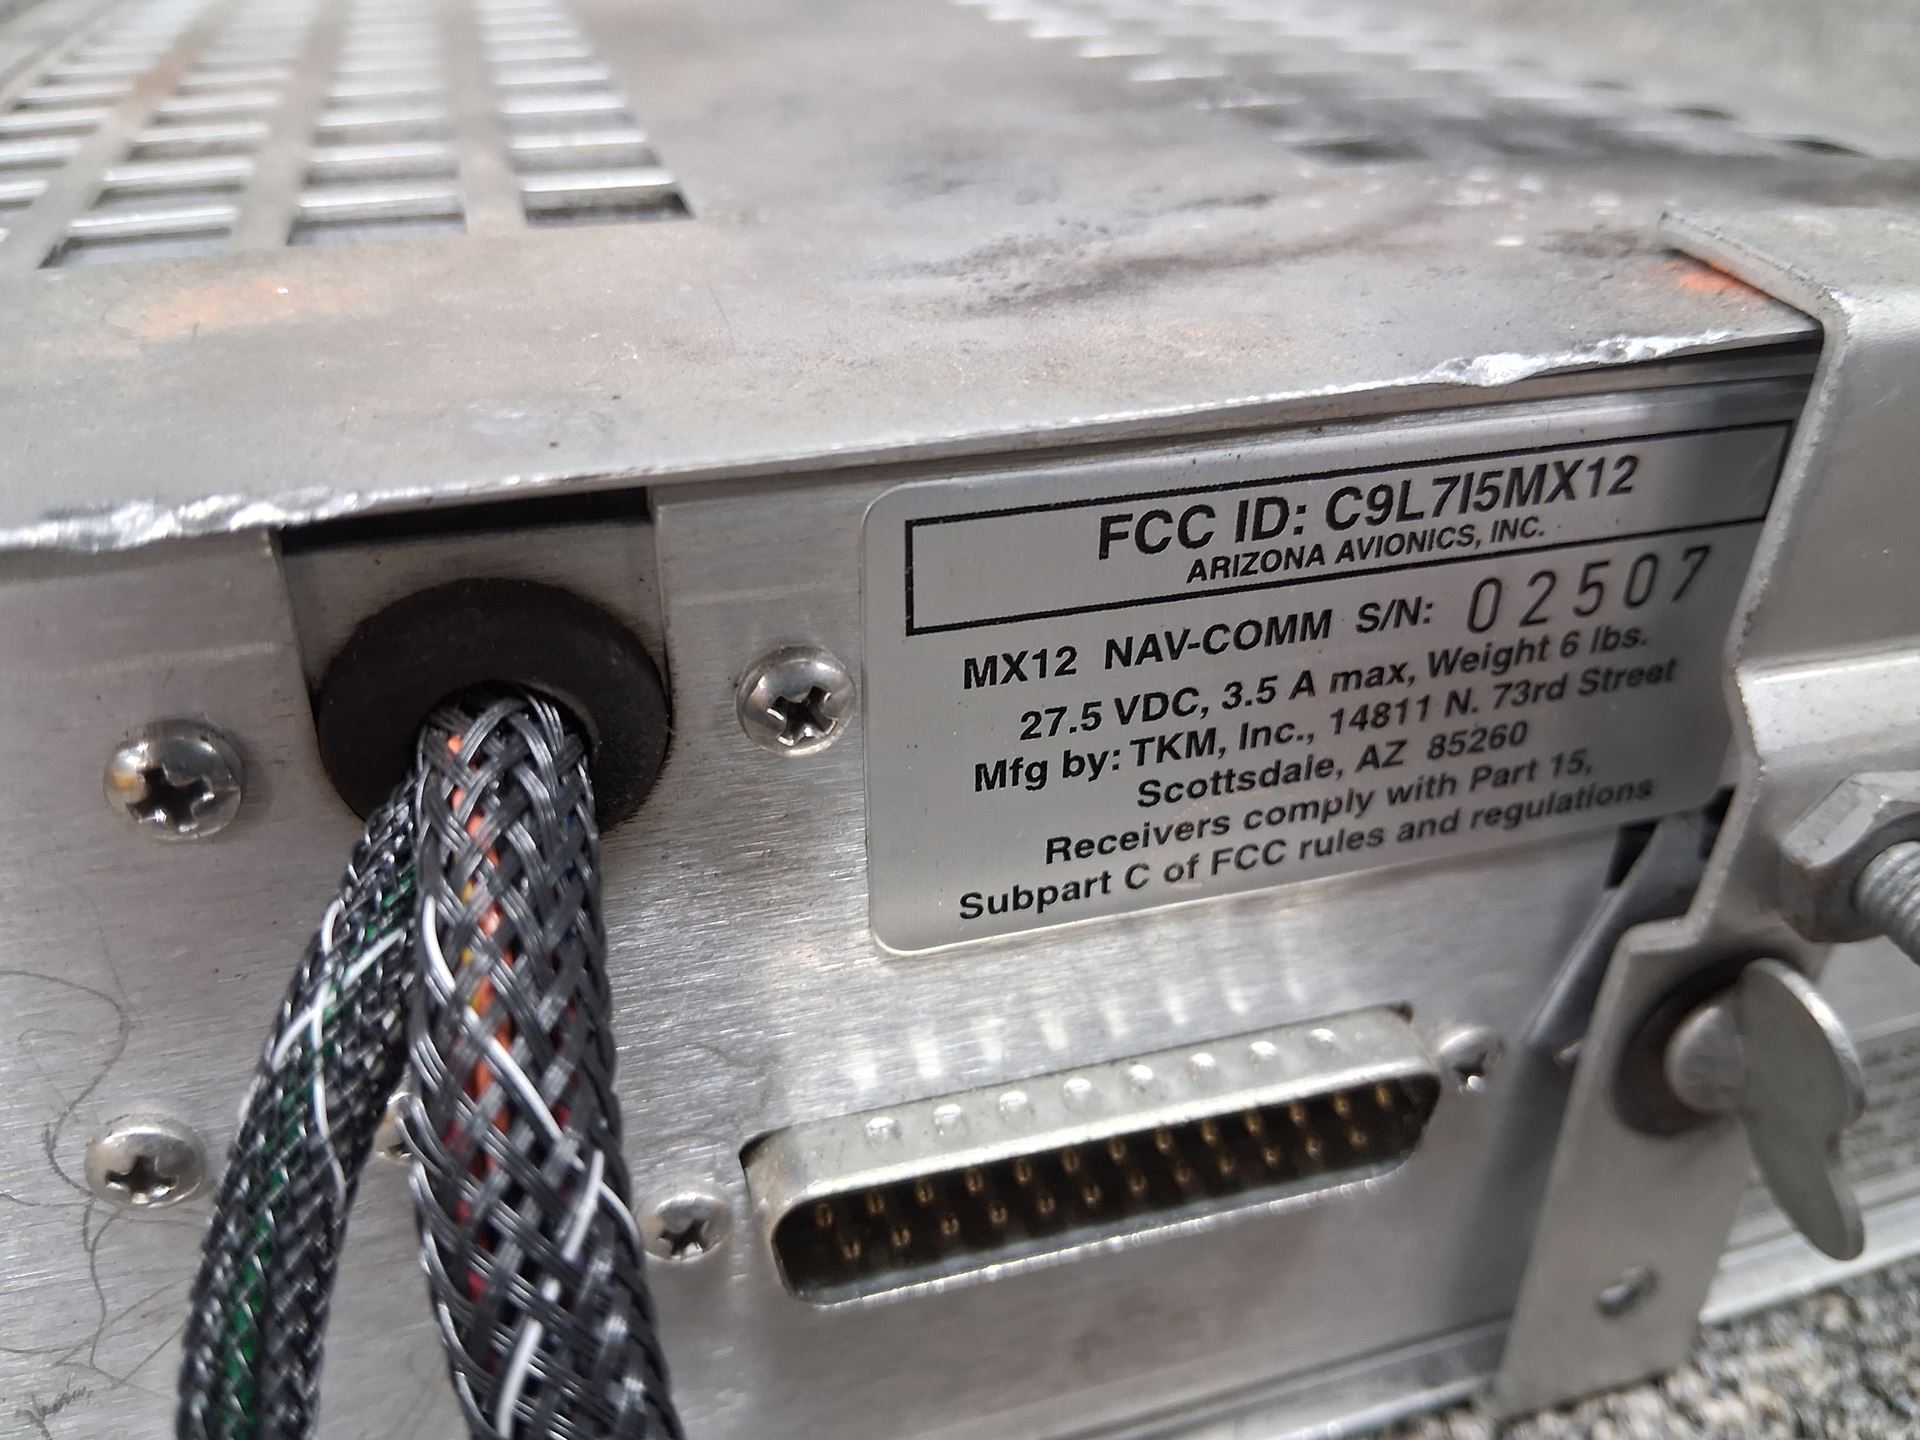 FCC ID: C9L7I5MX12
ARIZONA AVIONICS, INC.
MX12 NAV-COMM S/N: 02507
27.5 VDC, 3.5 A max, Weight 6 lbs.
Mfg by: TKM, Inc., 14811 N. 73rd Street
Scottsdale, AZ 85260
Receivers comply with Part 15,
Subpart C of FCC rules and regulations